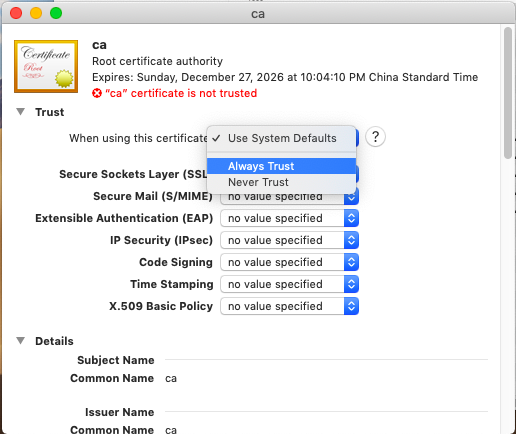 ca
Certificate
Root
ca
Root certificate authority
Expires: Sunday, December 27, 2026 at 10:04:10 PM China Standard Time
“ca” certificate is not trusted
Trust
When using this certificate
✓ Use System Defaults
?
Always Trust
Never Trust
Secure Sockets Layer (SSL
Secure Mail (S/MIME) no value specified
Extensible Authentication (EAP) no value specified
IP Security (IPsec) no value specified
Code Signing no value specified
Time Stamping no value specified
X.509 Basic Policy no value specified
Details
Subject Name
Common Name ca
Issuer Name
Common Name ca